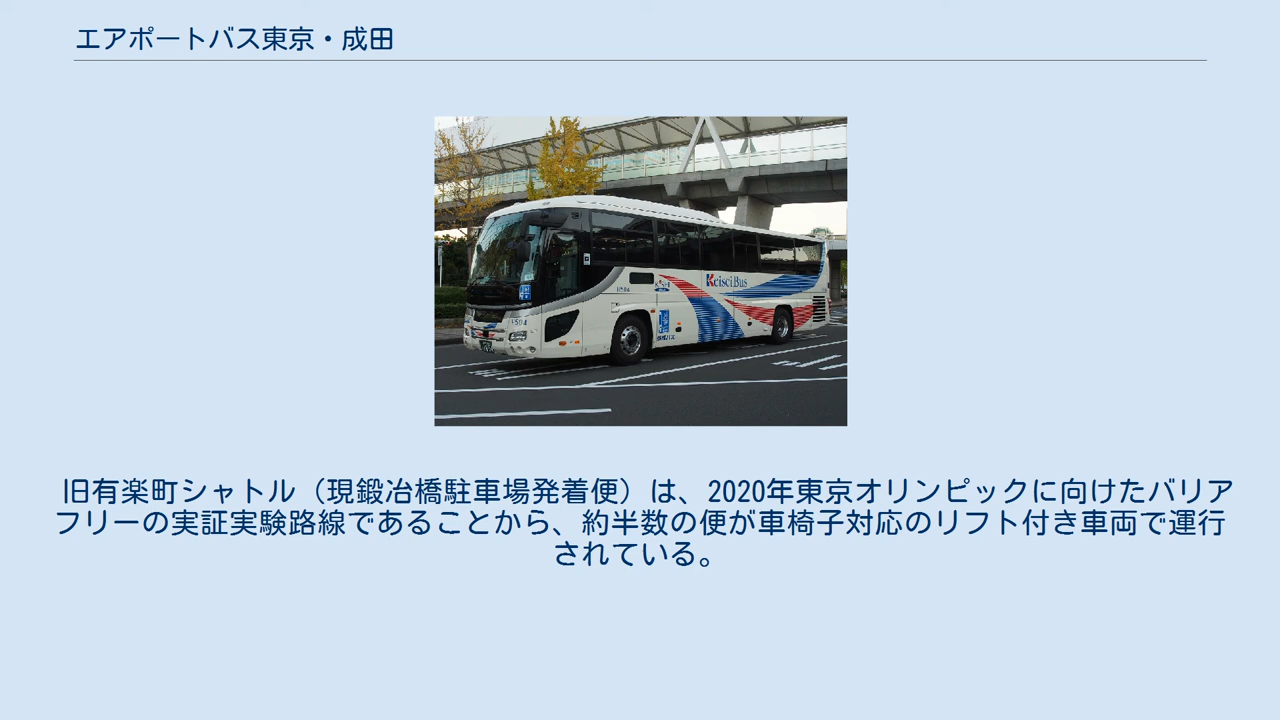 エアポートバス東京・成田
Keisei Bus
H504
H504
旧有楽町シャトル（現鍛冶橋駐車場発着便）は、2020年東京オリンピックに向けたバリア
フリーの実証実験路線であることから、約半数の便が車椅子対応のリフト付き車両で運行
されている。